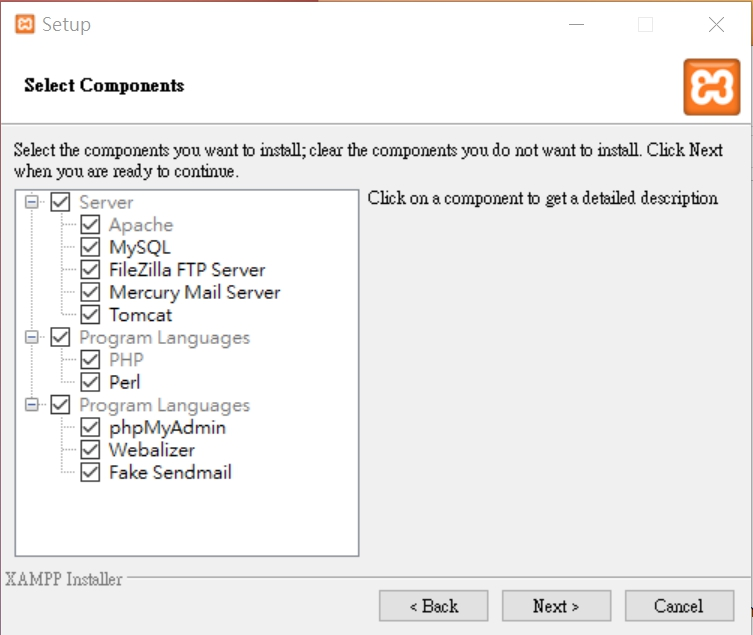 Setup
Select Components
Select the components you want to install; clear the components you do not want to install. Click Next
when you are ready to continue.
Server
Apache
MySQL
FileZilla FTP Server
Mercury Mail Server
Tomcat
Program Languages
PHP
Perl
Program Languages
phpMyAdmin
Webalizer
Fake Sendmail
Click on a component to get a detailed description
XAMPP Installer
< Back
Next >
Cancel